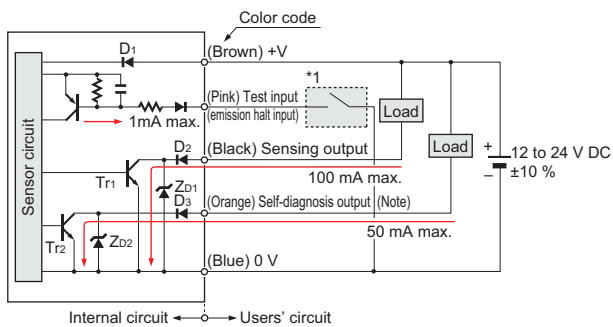 Color code
D1
(Brown) +V
*1
(Pink) Test input
(emission halt input)
1mA max.
Load
Load
Sensor circuit
D2
(Black) Sensing output
+
12 to 24 V DC
±10 %
−
Tr1
ZD1
100 mA max.
D3
(Orange) Self-diagnosis output (Note)
50 mA max.
Tr2
ZD2
(Blue) 0 V
Internal circuit
Users' circuit